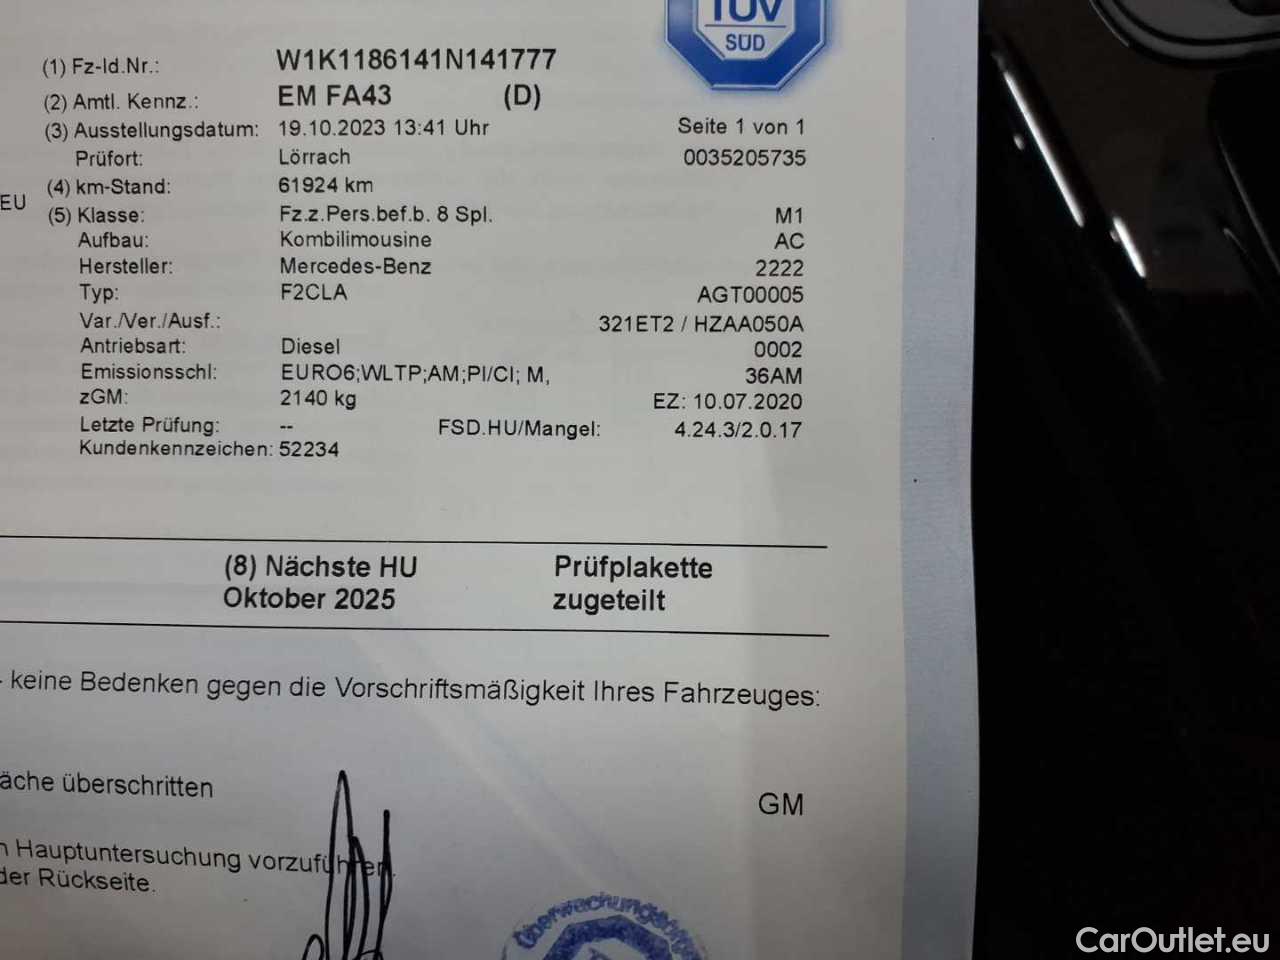 TÜV
SÜD
(1) Fz-Id.Nr.: W1K1186141N141777
(2) Amtl. Kennz.: EM FA43 (D)
(3) Ausstellungsdatum: 19.10.2023 13:41 Uhr Seite 1 von 1
Prüfort: Lörrach 0035205735
EU (4) km-Stand: 61924 km
(5) Klasse: Fz.z.Pers.bef.b. 8 Spl. M1
Aufbau: Kombilimousine AC
Hersteller: Mercedes-Benz 2222
Typ: F2CLA AGT00005
Var./Ver./Ausf.: 321ET2 / HZAA050A
Antriebsart: Diesel 0002
Emissionsschl: EURO6;WLTP;AM;PI/CI; M, 36AM
zGM: 2140 kg EZ: 10.07.2020
Letzte Prüfung: -- FSD.HU/Mangel: 4.24.3/2.0.17
Kundenkennzeichen: 52234
(8) Nächste HU Prüfplakette
Oktober 2025 zugeteilt
- keine Bedenken gegen die Vorschriftsmäßigkeit Ihres Fahrzeuges:
äche überschritten
GM
n Hauptuntersuchung vorzuführen.
der Rückseite.
CarOutlet.eu